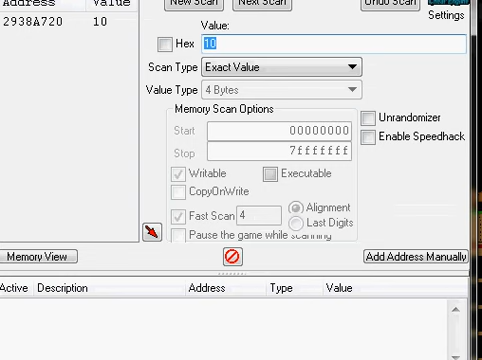 Address Value
New Scan Next Scan Undo Scan
2938A720 10
Settings
Value:
Hex 10
Scan Type Exact Value
Value Type 4 Bytes
Memory Scan Options
Start 00000000
Stop 7fffffff
Unrandomizer
Enable Speedhack
Writable Executable
CopyOnWrite
Fast Scan 4 Alignment
Last Digits
Pause the game while scanning
Memory View Add Address Manually
Active Description Address Type Value